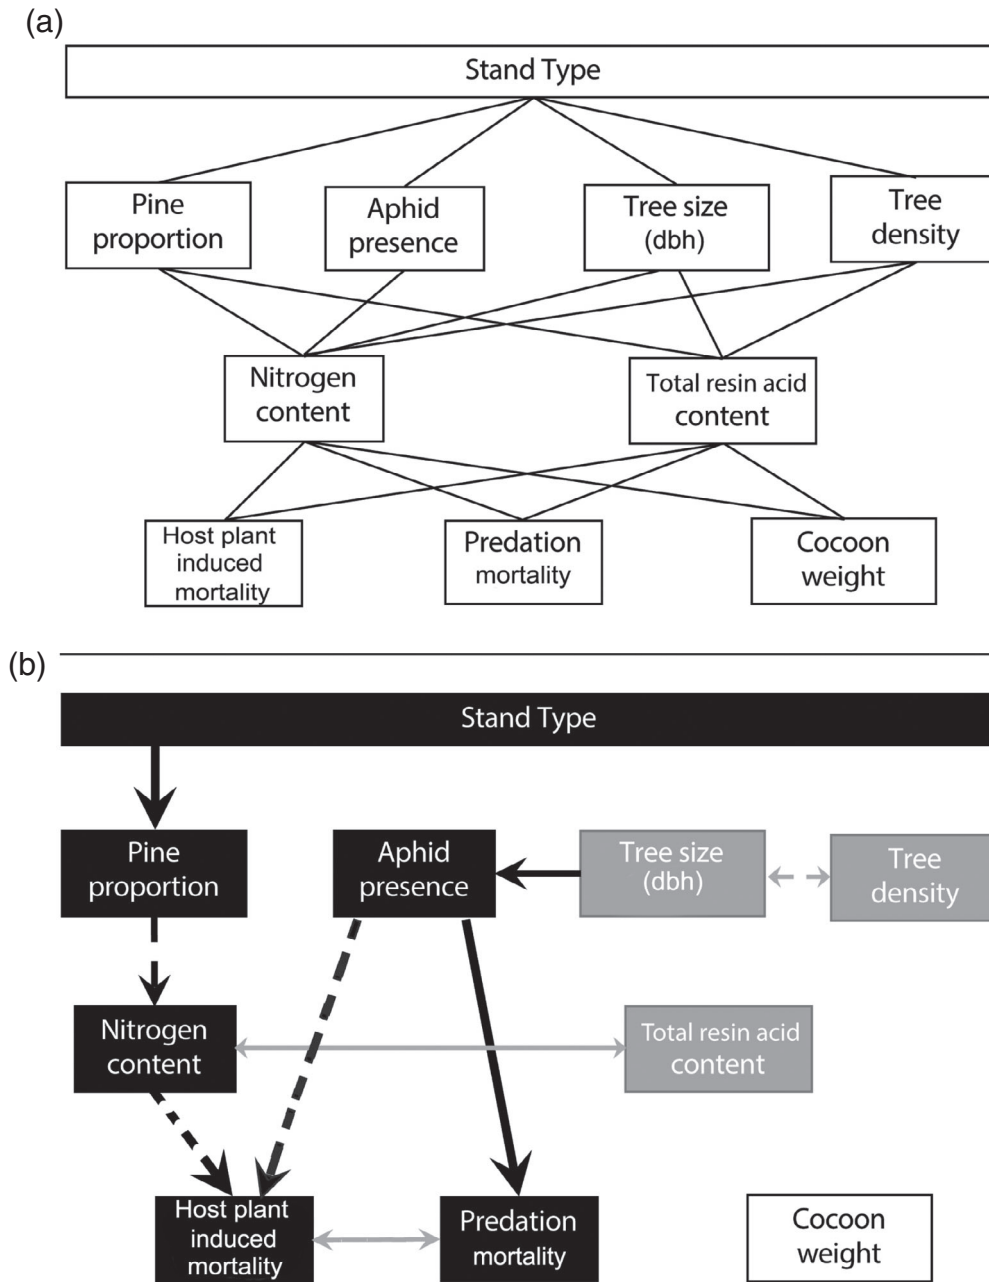 (a)
Stand Type
Pine
proportion
Aphid
presence
Tree size
(dbh)
Tree
density
Nitrogen
content
Total resin acid
content
Host plant
induced
mortality
Predation
mortality
Cocoon
weight
(b)
Stand Type
Pine
proportion
Aphid
presence
Tree size
(dbh)
Tree
density
Nitrogen
content
Total resin acid
content
Host plant
induced
mortality
Predation
mortality
Cocoon
weight